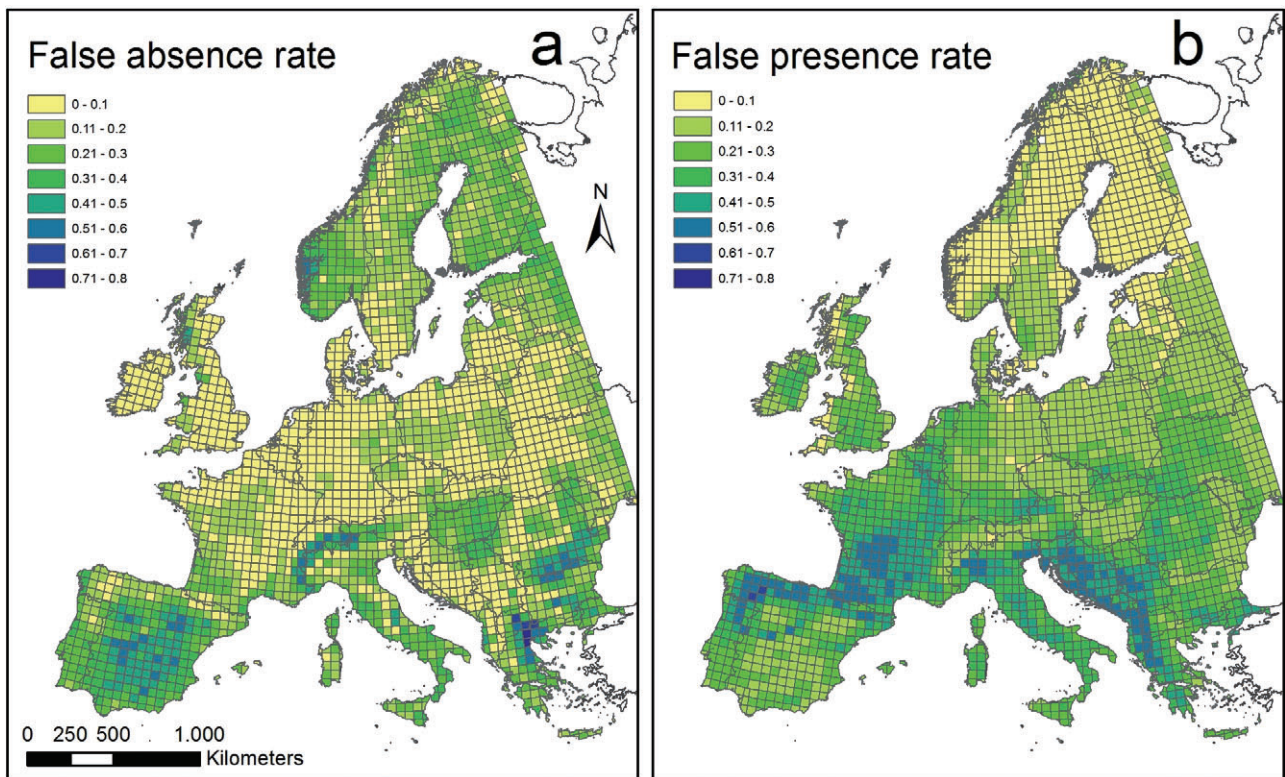 False absence rate
a
0 - 0.1
0.11 - 0.2
0.21 - 0.3
0.31 - 0.4
0.41 - 0.5
0.51 - 0.6
0.61 - 0.7
0.71 - 0.8
N
0 250 500 1.000
Kilometers
False presence rate
b
0 - 0.1
0.11 - 0.2
0.21 - 0.3
0.31 - 0.4
0.41 - 0.5
0.51 - 0.6
0.61 - 0.7
0.71 - 0.8